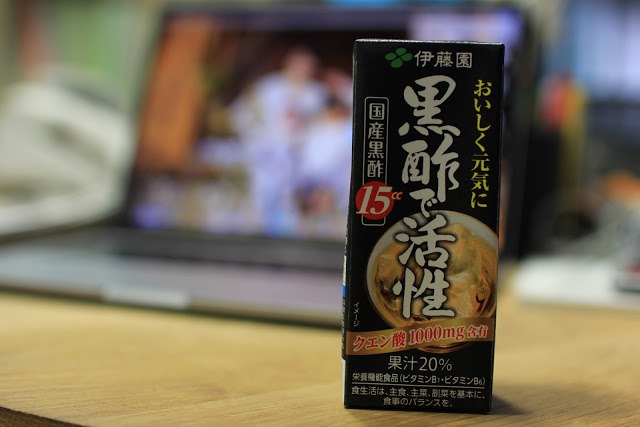 伊藤園
おいしく元気に
黒酢で活性
国産黒酢
15cc
イメージ
クエン酸1000mg含有
果汁20%
栄養機能食品(ビタミンB1・ビタミンB6)
食生活は、主食、主菜、副菜を基本に、
食事のバランスを。